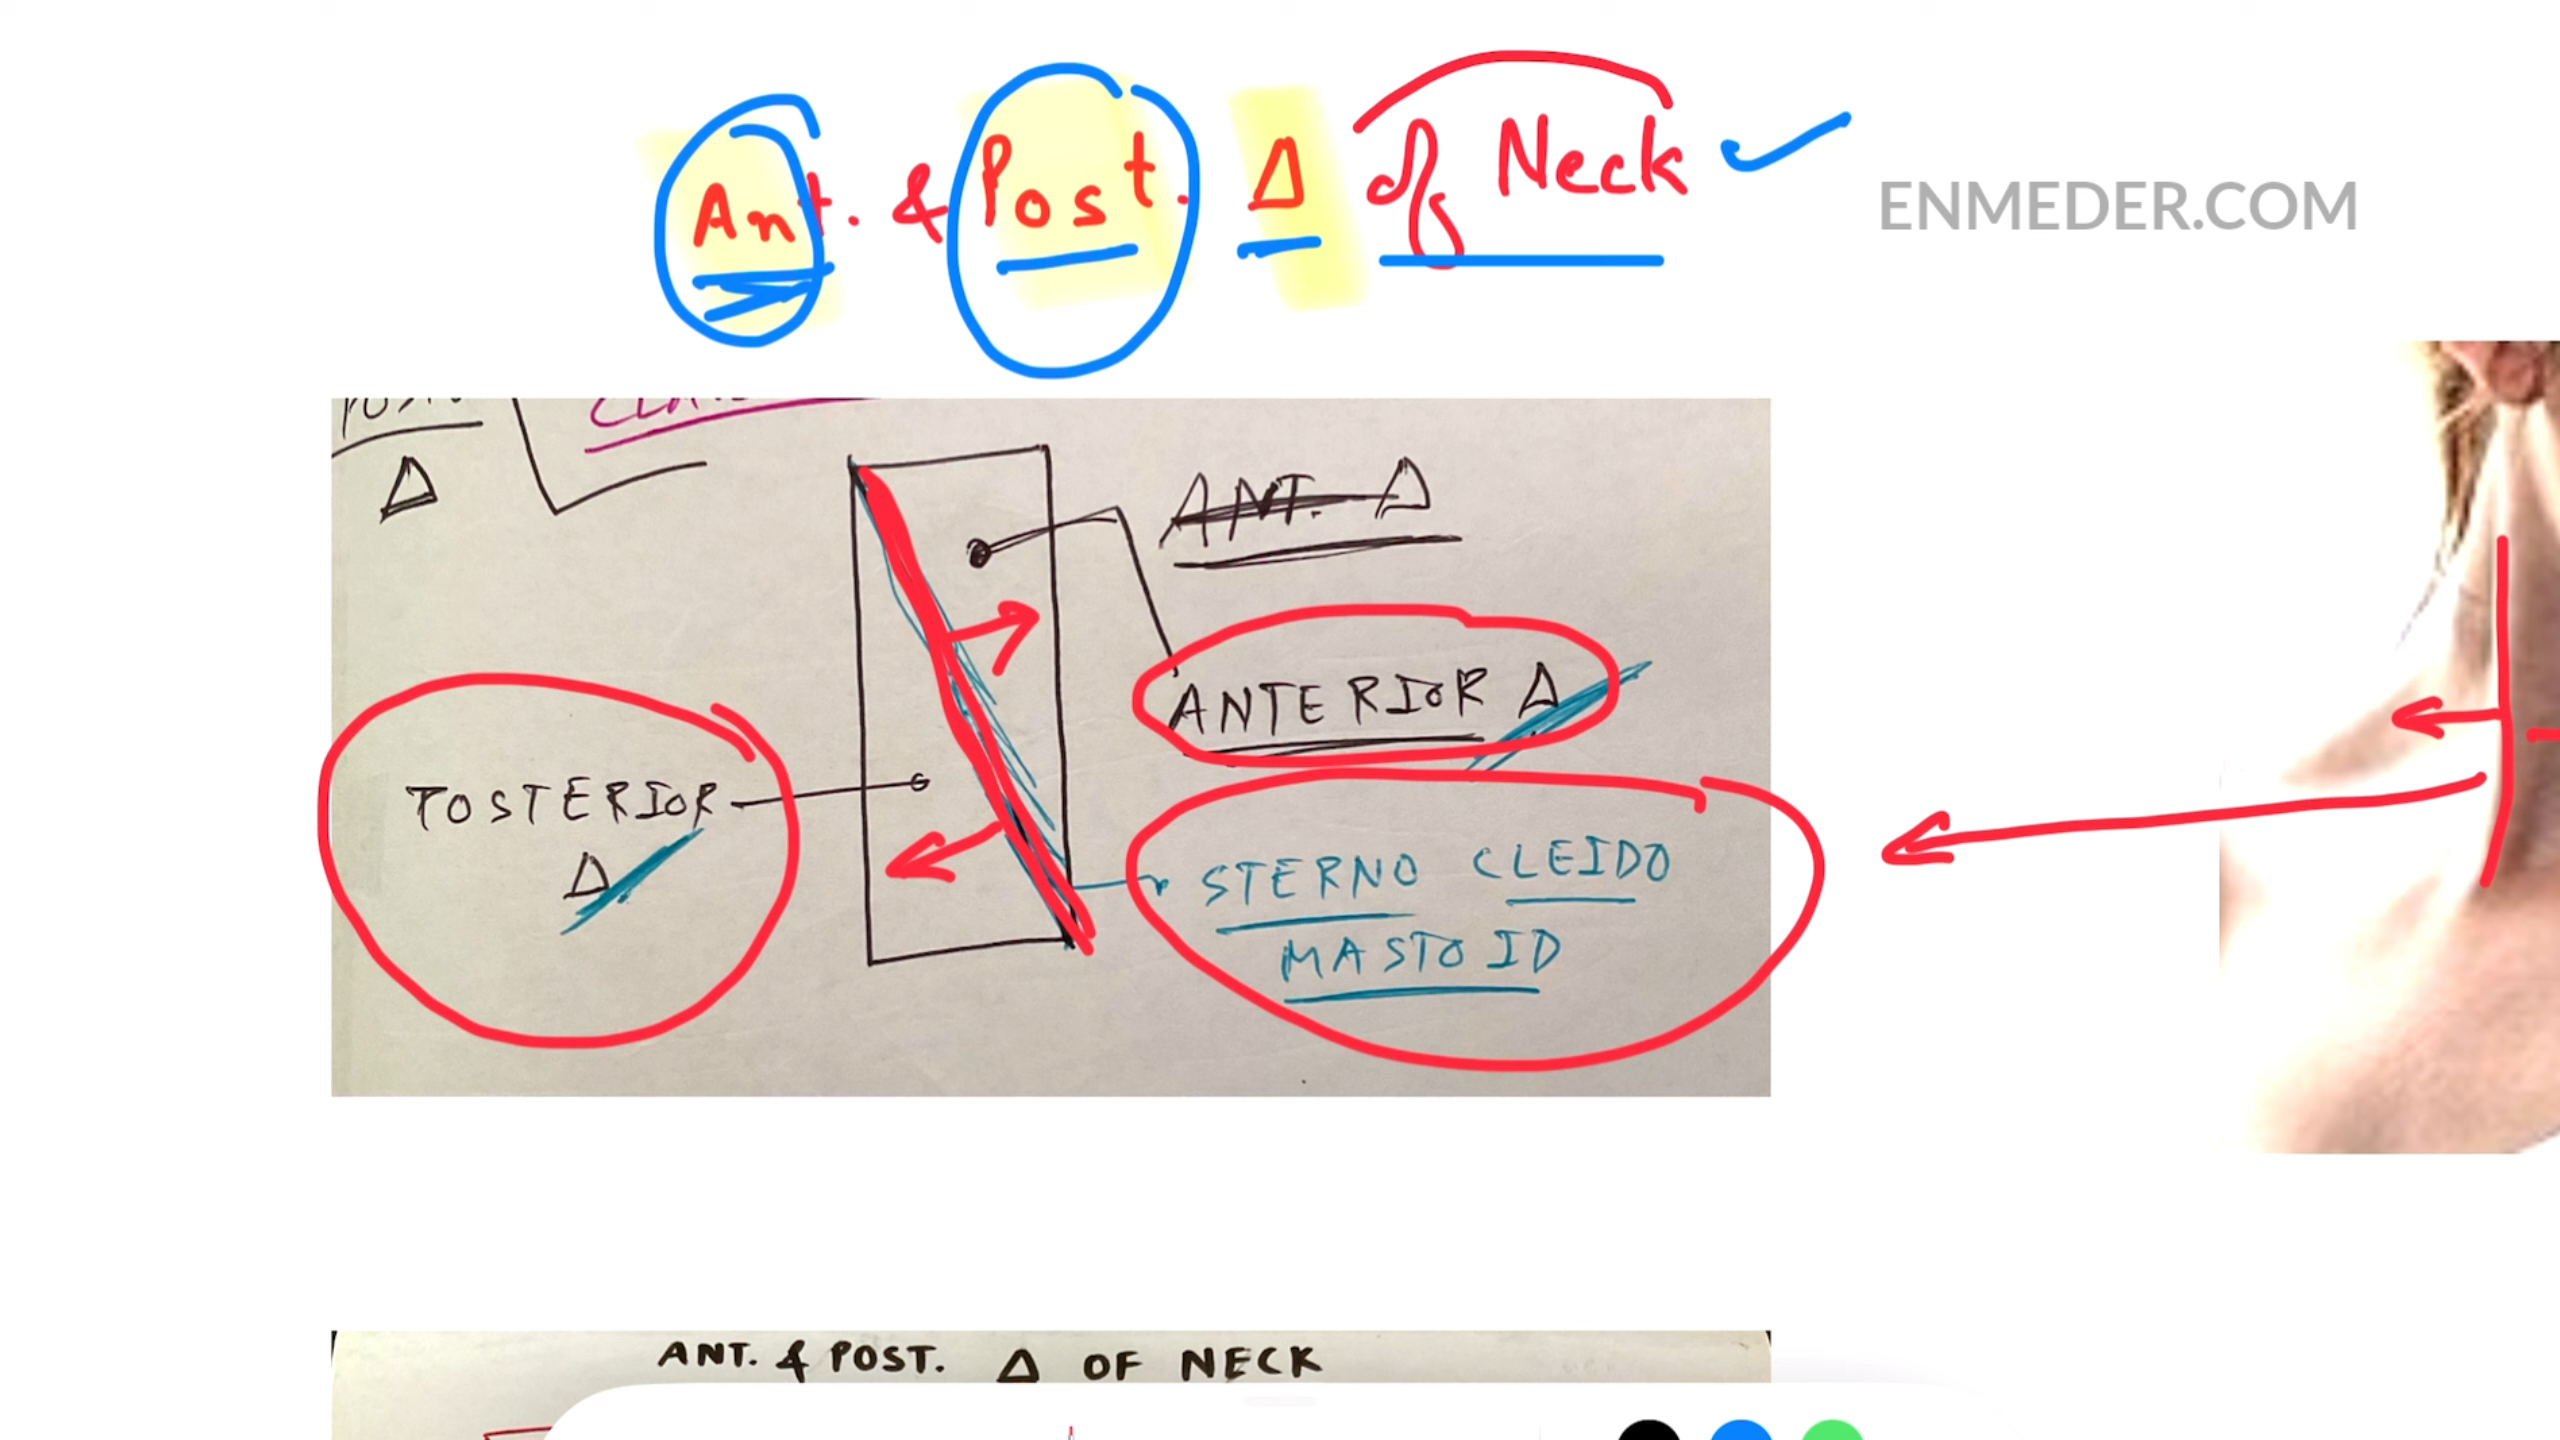 Ant. & Post. Δ of Neck
ENMEDER.COM
Δ
ANT. Δ
ANTERIOR Δ
POSTERIOR
Δ
STERNO CLEIDO
MASTOID
ANT. & POST. Δ OF NECK